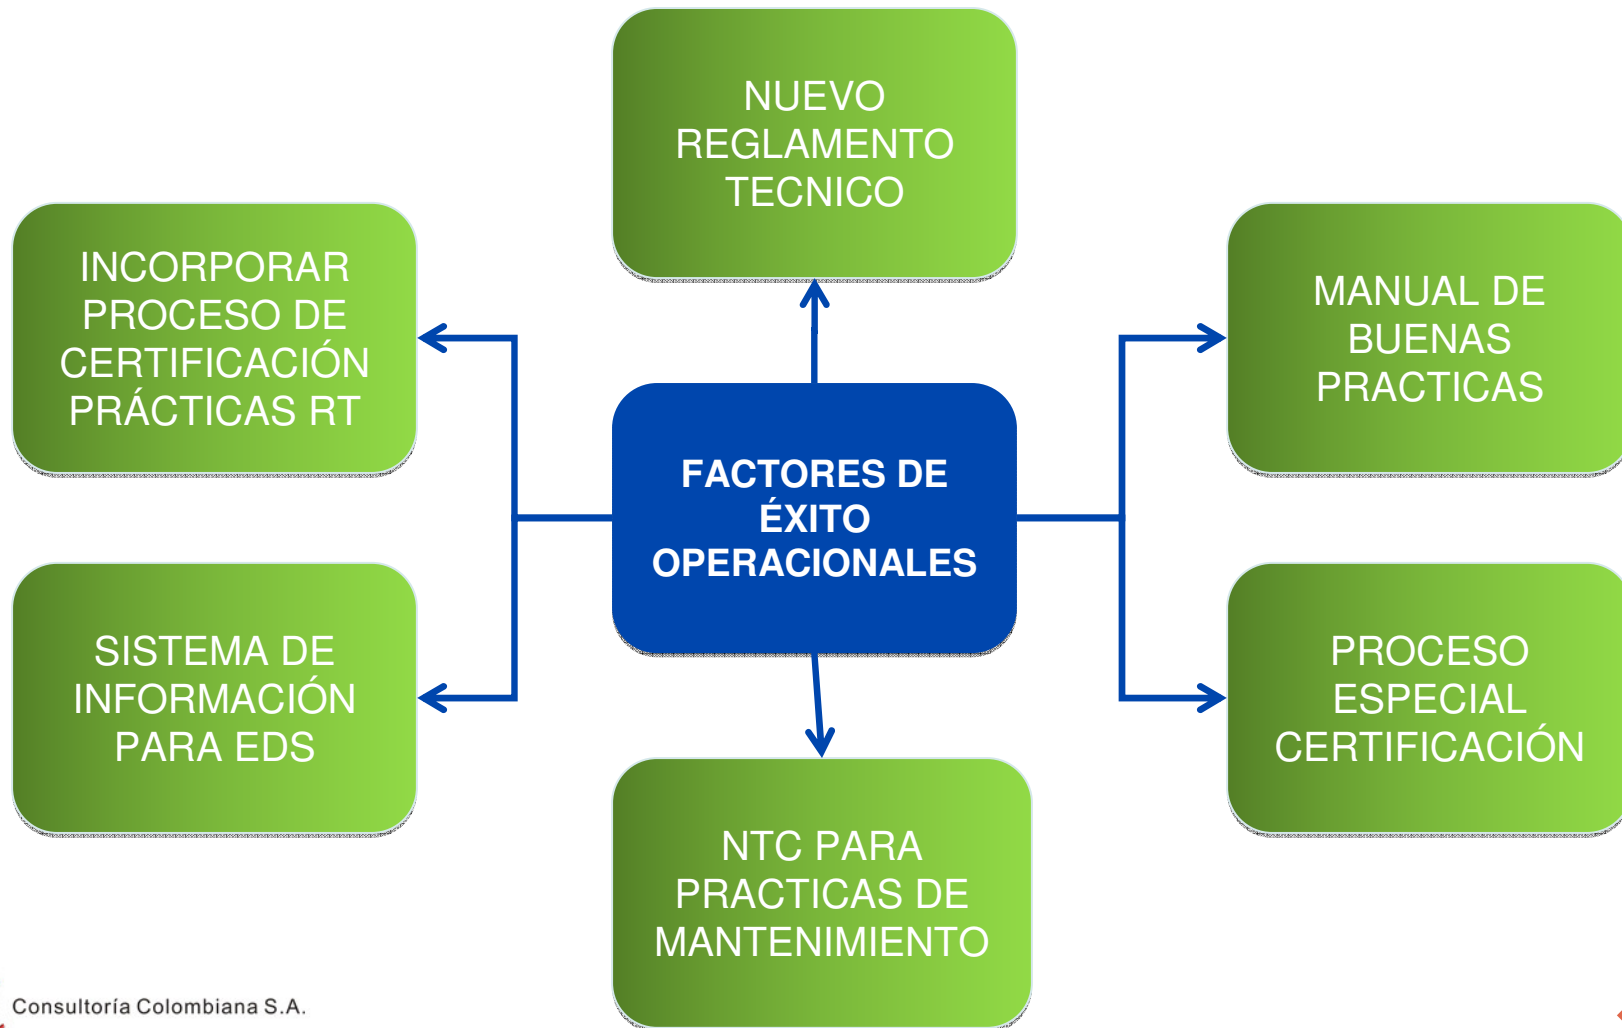 NUEVO
REGLAMENTO
TECNICO
INCORPORAR
PROCESO DE
CERTIFICACIÓN
PRÁCTICAS RT
MANUAL DE
BUENAS
PRACTICAS
FACTORES DE
ÉXITO
OPERACIONALES
SISTEMA DE
INFORMACIÓN
PARA EDS
PROCESO
ESPECIAL
CERTIFICACIÓN
NTC PARA
PRACTICAS DE
MANTENIMIENTO
Consultoría Colombiana S.A.